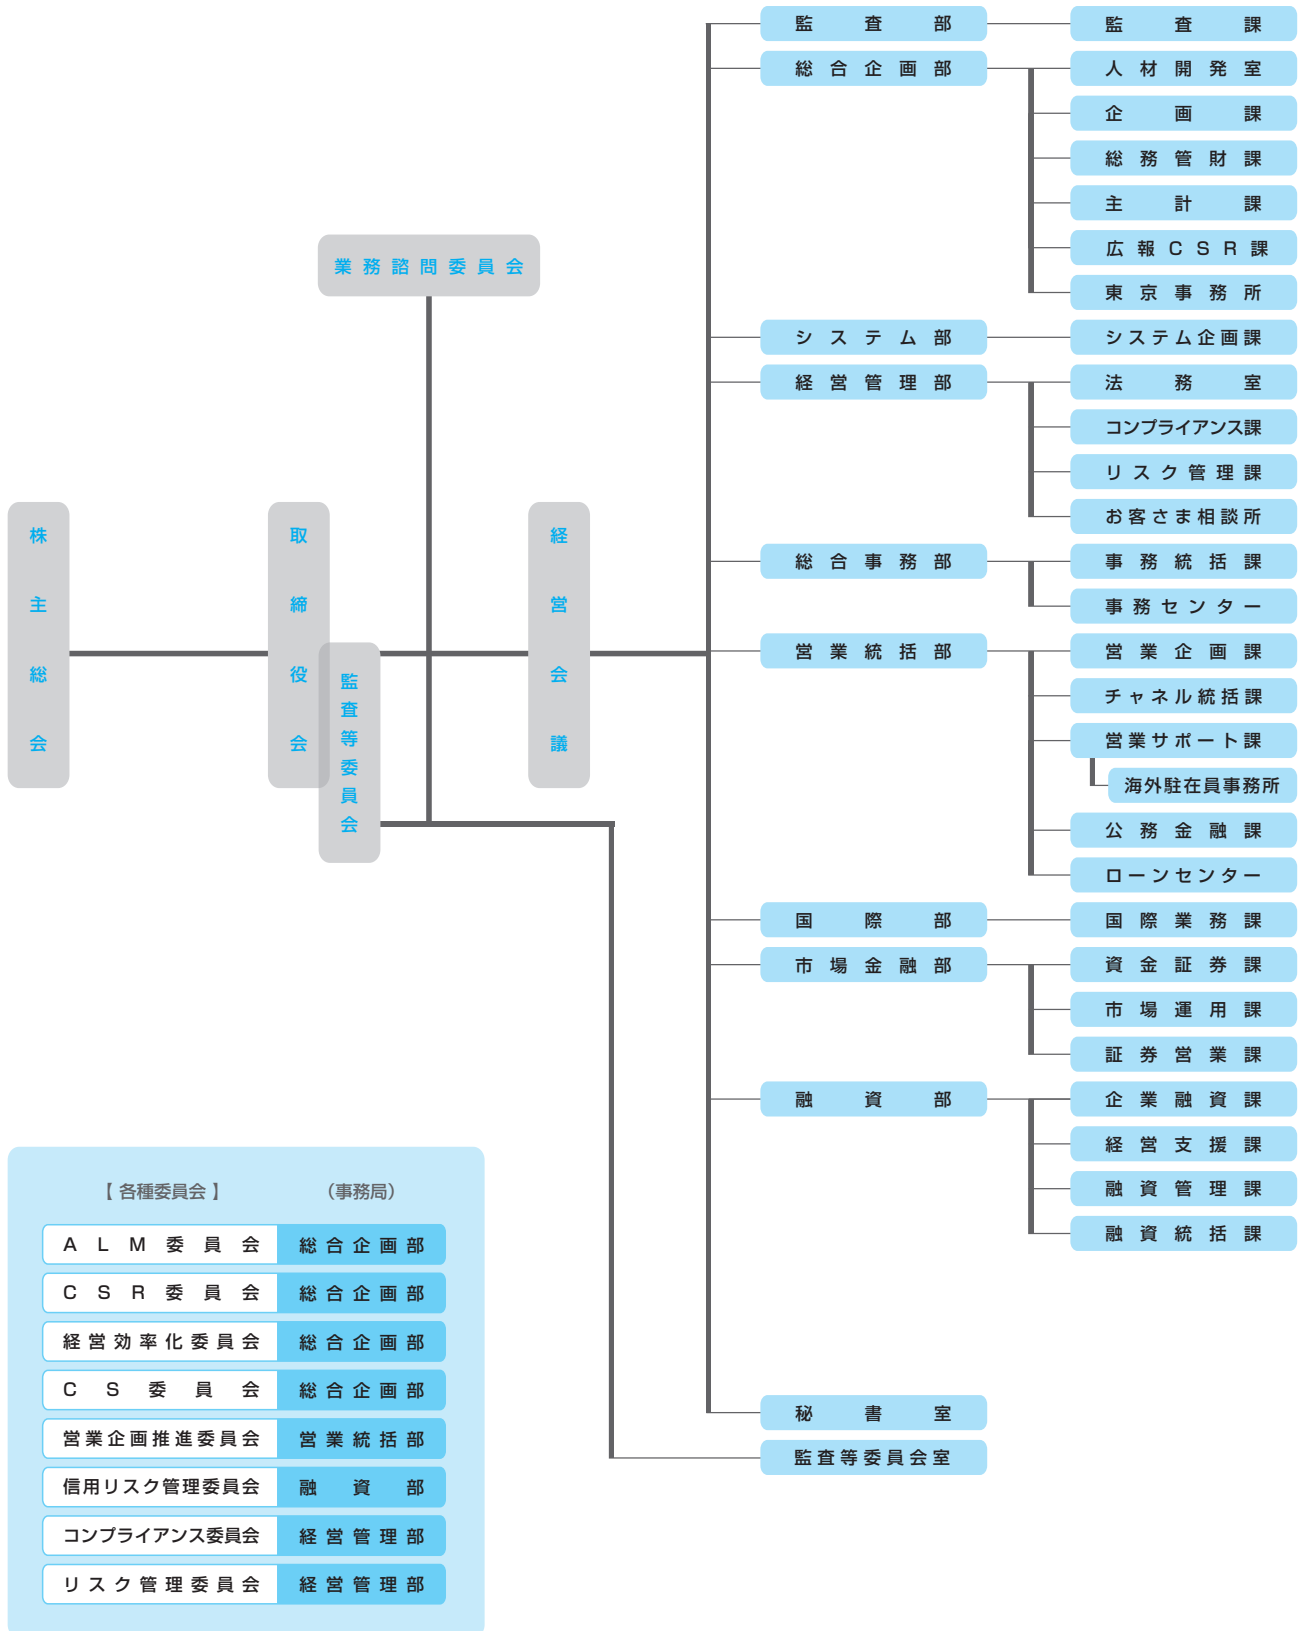 業務諮問委員会
株主総会
取締役会
監査等委員会
経営会議
監査部
監査課
総合企画部
人材開発室
企画課
総務管財課
主計課
広報CSR課
東京事務所
システム部
システム企画課
経営管理部
法務室
コンプライアンス課
リスク管理課
お客さま相談所
総合事務部
事務統括課
事務センター
営業統括部
営業企画課
チャネル統括課
営業サポート課
海外駐在員事務所
公務金融課
ローンセンター
国際部
国際業務課
市場金融部
資金証券課
市場運用課
証券営業課
融資部
企業融資課
経営支援課
融資管理課
融資統括課
秘書室
監査等委員会室
【各種委員会】 (事務局)
ALM委員会 総合企画部
CSR委員会 総合企画部
経営効率化委員会 総合企画部
CS委員会 総合企画部
営業企画推進委員会 営業統括部
信用リスク管理委員会 融資部
コンプライアンス委員会 経営管理部
リスク管理委員会 経営管理部